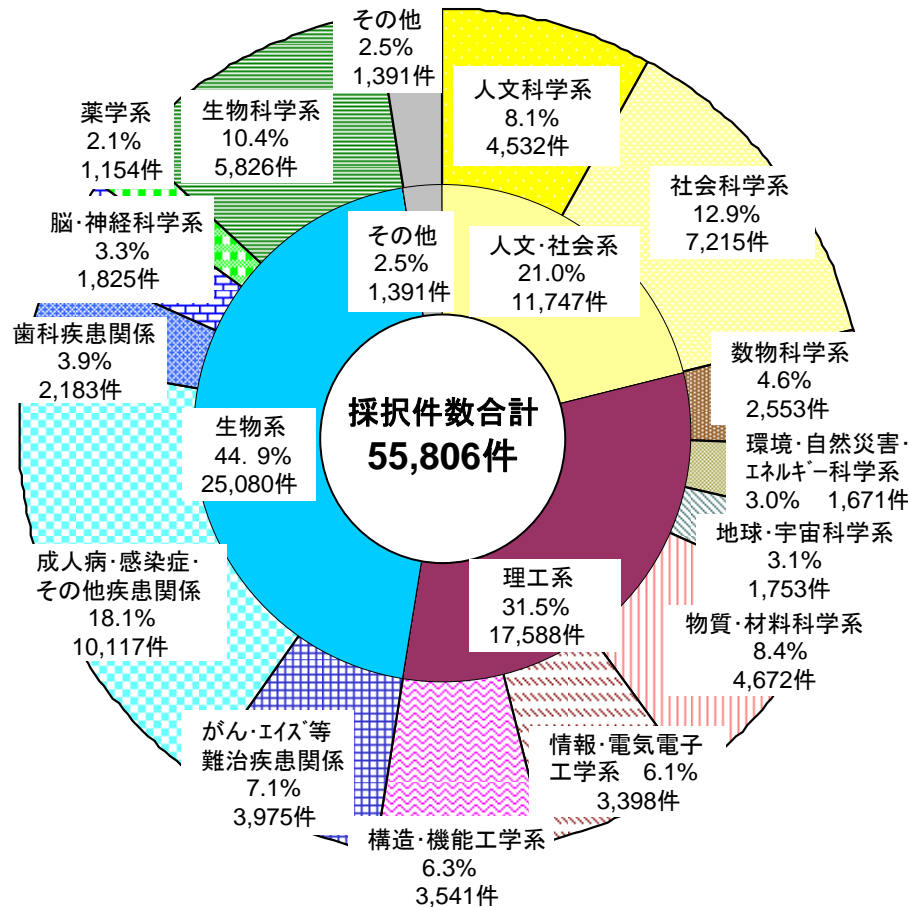 その他
2.5%
1,391件
人文科学系
8.1%
4,532件
社会科学系
12.9%
7,215件
数物科学系
4.6%
2,553件
環境・自然災害・
エネルギー科学系
3.0% 1,671件
地球・宇宙科学系
3.1%
1,753件
物質・材料科学系
8.4%
4,672件
情報・電気電子
工学系 6.1%
3,398件
構造・機能工学系
6.3%
3,541件
がん・エイズ等
難治疾患関係
7.1%
3,975件
成人病・感染症・
その他疾患関係
18.1%
10,117件
歯科疾患関係
3.9%
2,183件
脳・神経科学系
3.3%
1,825件
薬学系
2.1%
1,154件
生物科学系
10.4%
5,826件
その他
2.5%
1,391件
人文・社会系
21.0%
11,747件
理工系
31.5%
17,588件
生物系
44.9%
25,080件
採択件数合計
55,806件